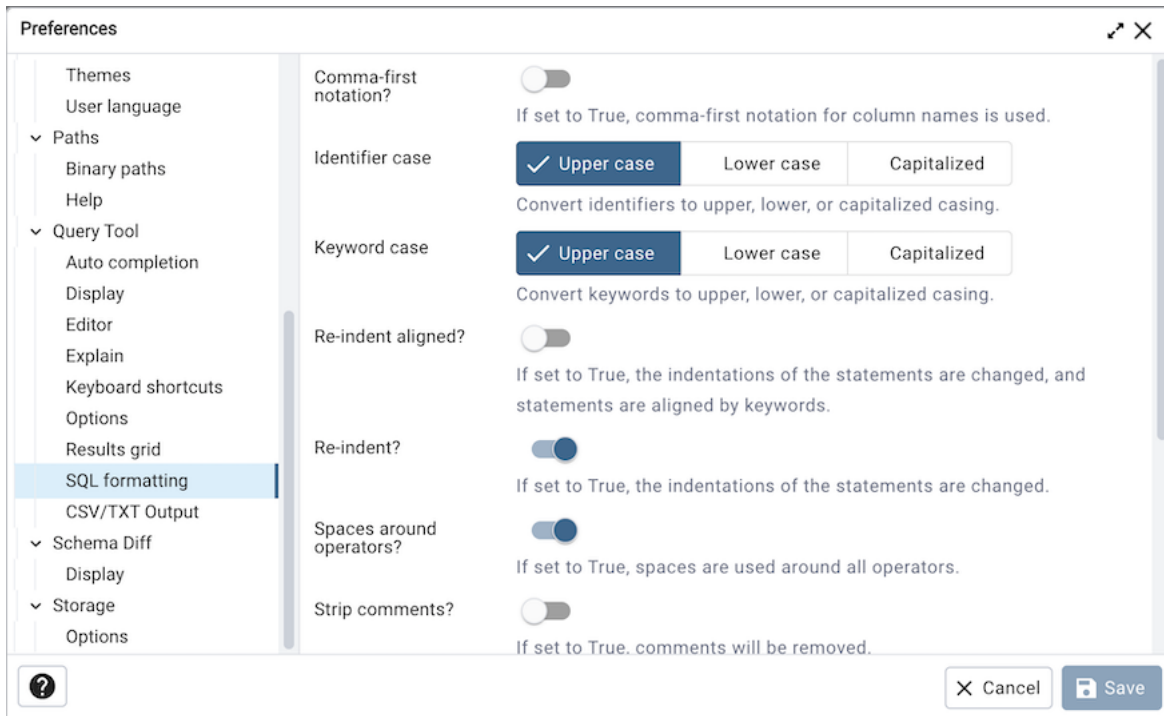 Preferences
Themes
User language
Paths
Binary paths
Help
Query Tool
Auto completion
Display
Editor
Explain
Keyboard shortcuts
Options
Results grid
SQL formatting
CSV/TXT Output
Schema Diff
Display
Storage
Options
Comma-first
notation?
If set to True, comma-first notation for column names is used.
Identifier case
Upper case Lower case Capitalized
Convert identifiers to upper, lower, or capitalized casing.
Keyword case
Upper case Lower case Capitalized
Convert keywords to upper, lower, or capitalized casing.
Re-indent aligned?
If set to True, the indentations of the statements are changed, and
statements are aligned by keywords.
Re-indent?
If set to True, the indentations of the statements are changed.
Spaces around
operators?
If set to True, spaces are used around all operators.
Strip comments?
If set to True, comments will be removed.
? Cancel Save